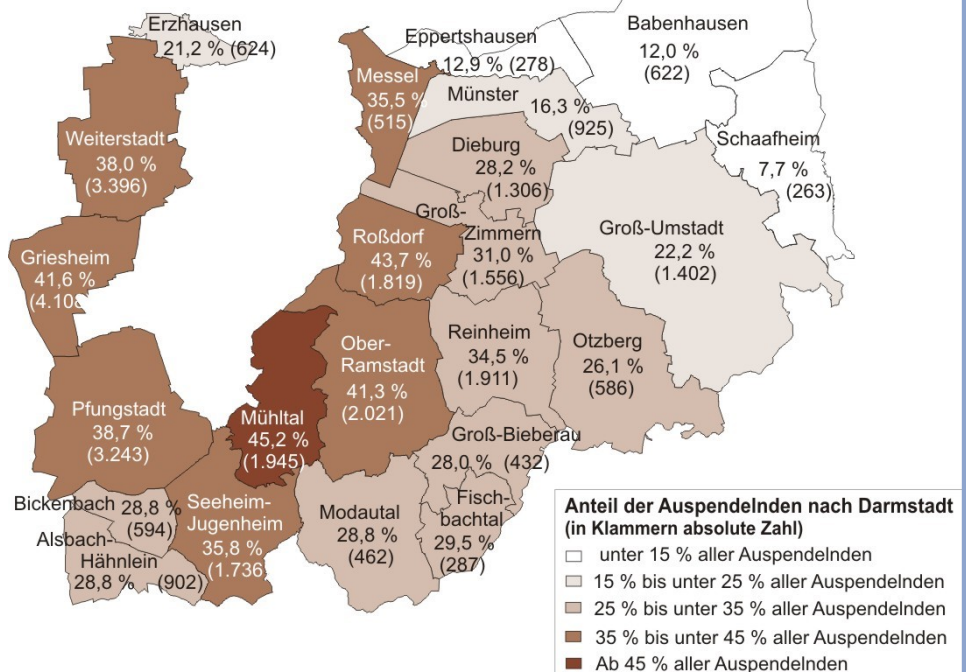 Erzhausen
21,2 % (624)
Eppertshausen
12,9 % (278)
Babenhausen
12,0 %
(622)
Messel
35,5 %
(515)
Münster
16,3 %
(925)
Weiterstadt
38,0 %
(3.396)
Dieburg
28,2 %
(1.306)
Schaafheim
7,7 %
(263)
Groß-
Zimmern
31,0 %
(1.556)
Roßdorf
43,7 %
(1.819)
Groß-Umstadt
22,2 %
(1.402)
Griesheim
41,6 %
(4.108
Ober-
Ramstadt
41,3 %
(2.021)
Reinheim
34,5 %
(1.911)
Otzberg
26,1 %
(586)
Pfungstadt
38,7 %
(3.243)
Mühltal
45,2 %
(1.945)
Groß-Bieberau
28,0 % (432)
Bickenbach
28,8 %
(594)
Seeheim-
Jugenheim
35,8 %
(1.736)
Modautal
28,8 %
(462)
Fisch-
bachtal
29,5 %
(287)
Alsbach-
Hähnlein
28,8 % (902)
Anteil der Auspendelnden nach Darmstadt
(in Klammern absolute Zahl)
unter 15 % aller Auspendelnden
15 % bis unter 25 % aller Auspendelnden
25 % bis unter 35 % aller Auspendelnden
35 % bis unter 45 % aller Auspendelnden
Ab 45 % aller Auspendelnden